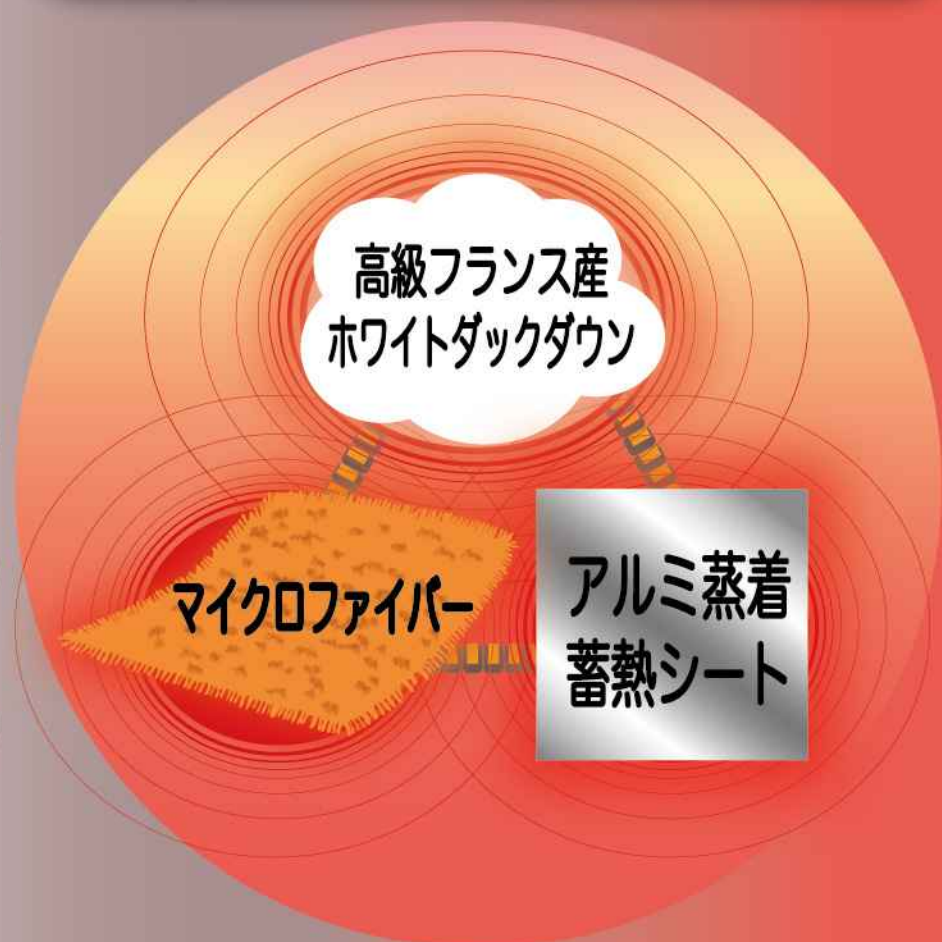 高級フランス産
ホワイトダックダウン
マイクロファイバー
アルミ蒸着
蓄熱シート